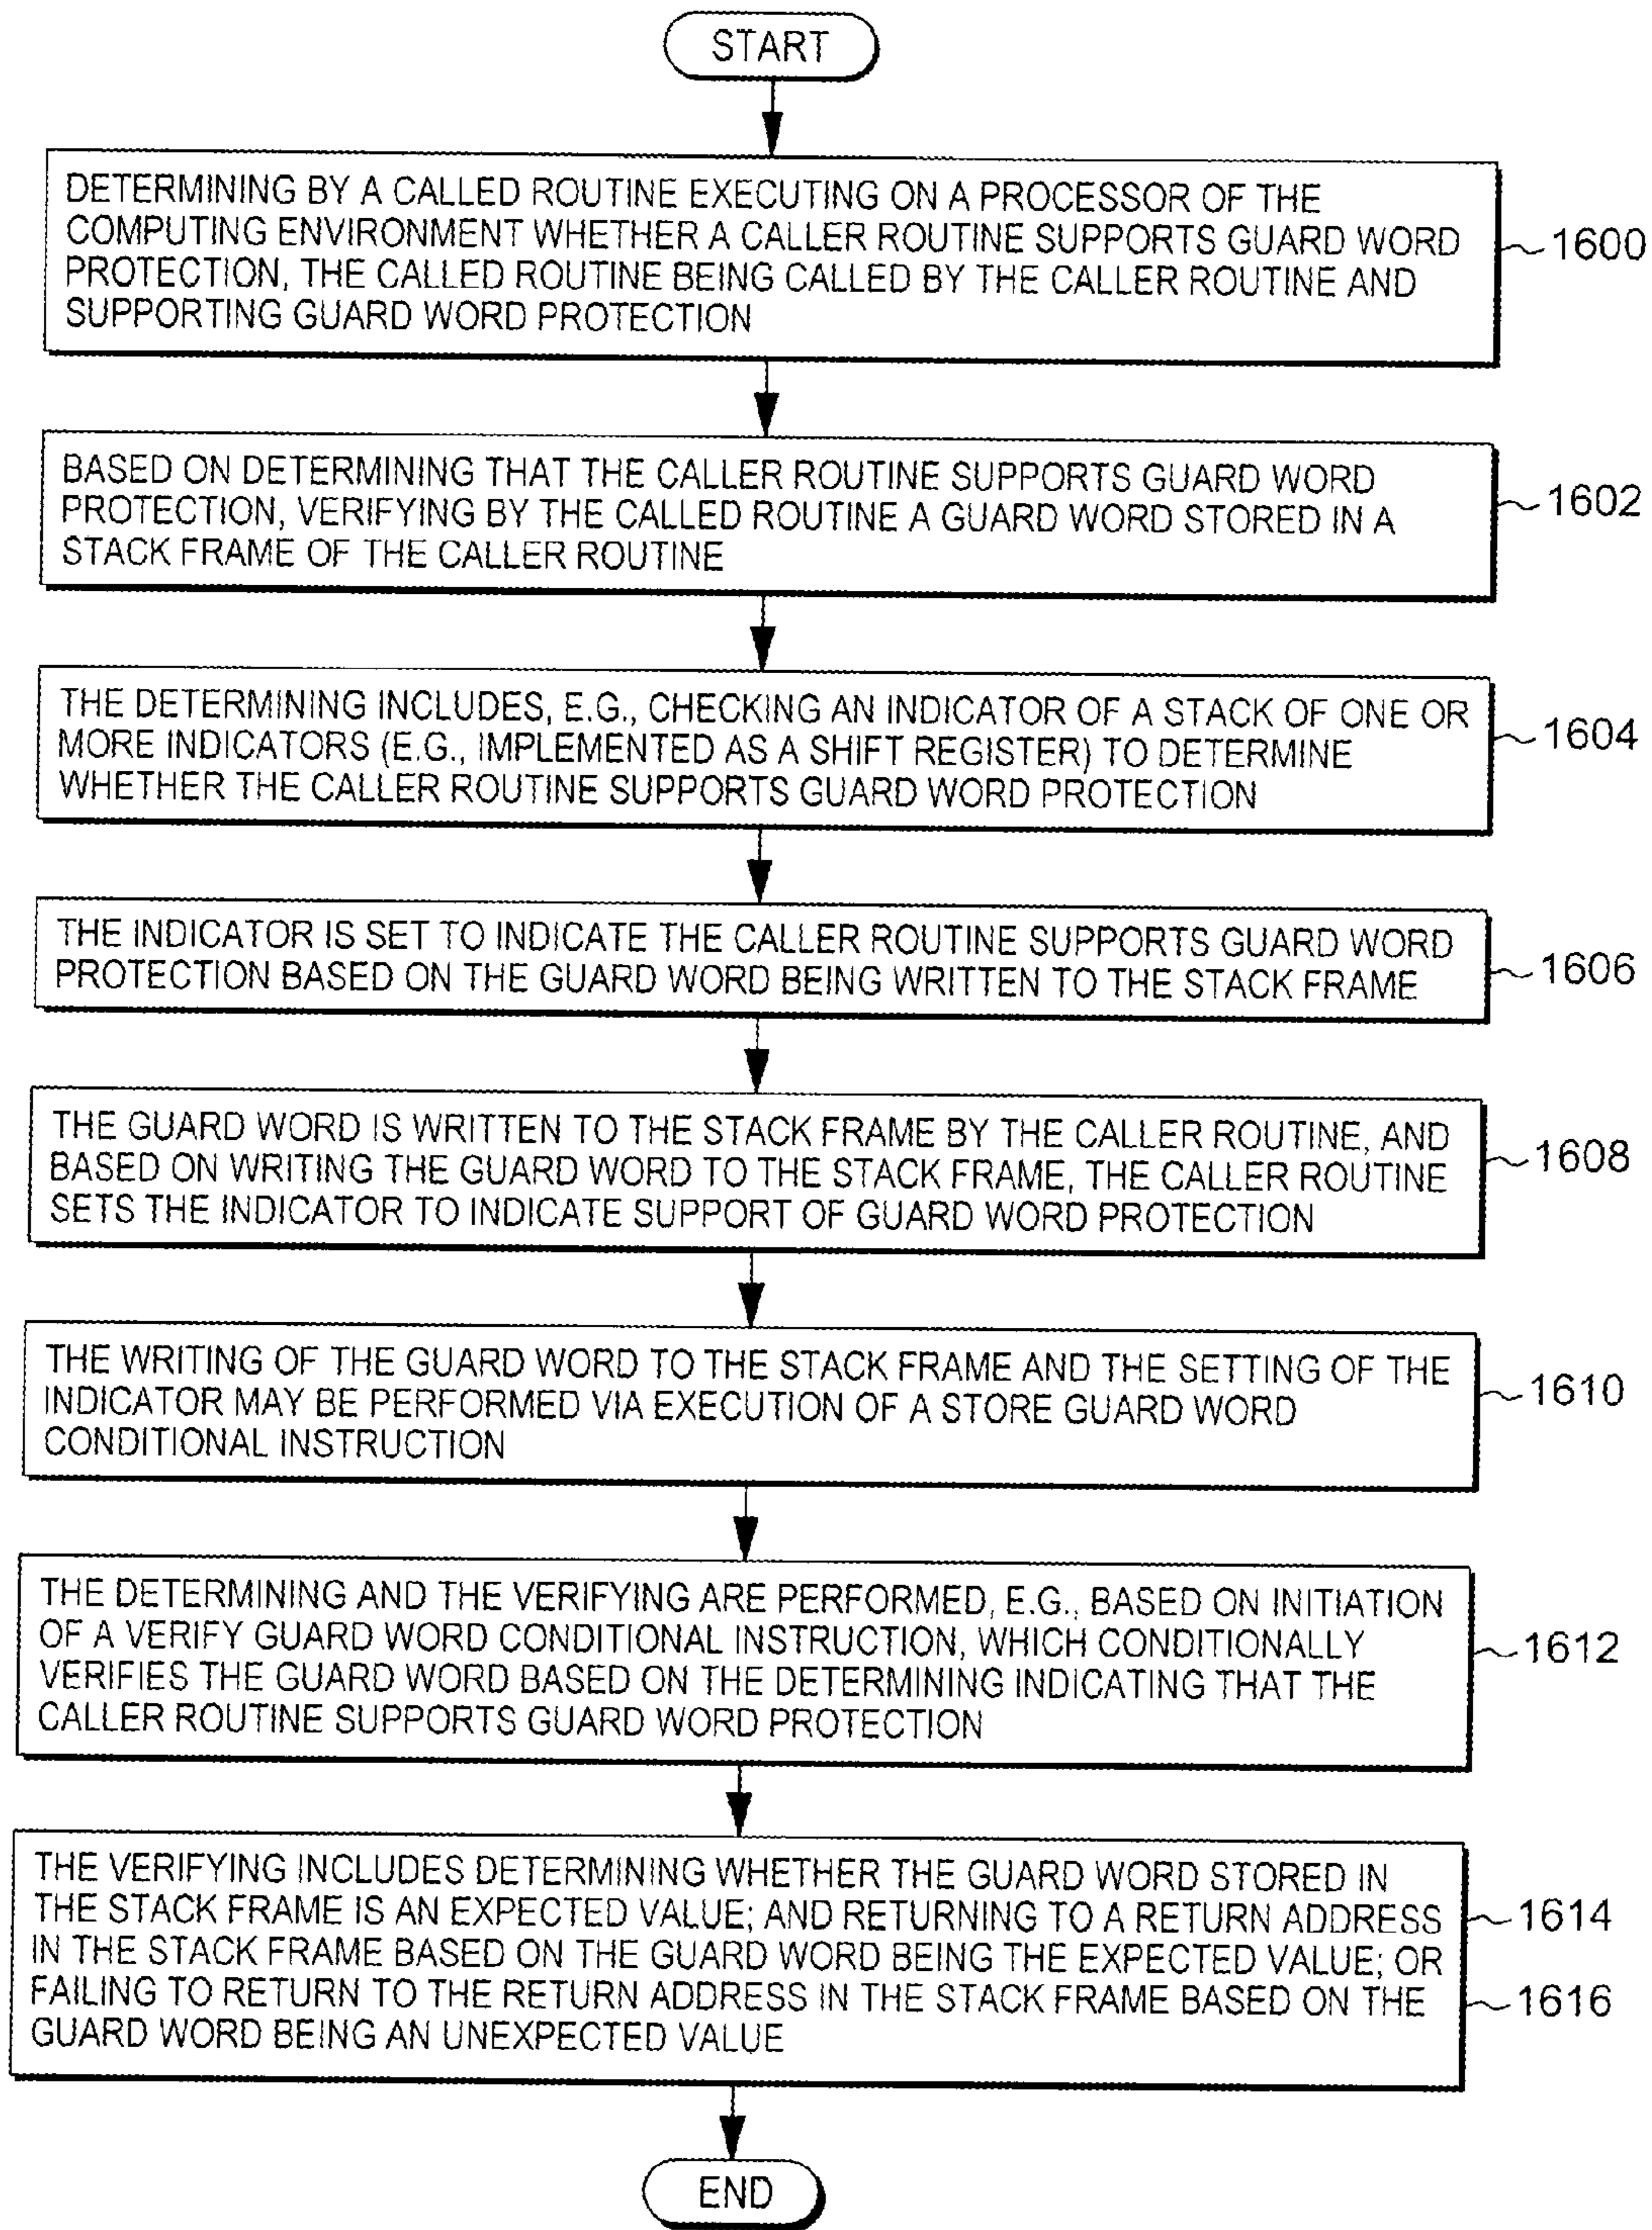 START
DETERMINING BY A CALLED ROUTINE EXECUTING ON A PROCESSOR OF THE
COMPUTING ENVIRONMENT WHETHER A CALLER ROUTINE SUPPORTS GUARD WORD
PROTECTION, THE CALLED ROUTINE BEING CALLED BY THE CALLER ROUTINE AND
SUPPORTING GUARD WORD PROTECTION
1600
BASED ON DETERMINING THAT THE CALLER ROUTINE SUPPORTS GUARD WORD
PROTECTION, VERIFYING BY THE CALLED ROUTINE A GUARD WORD STORED IN A
STACK FRAME OF THE CALLER ROUTINE
1602
THE DETERMINING INCLUDES, E.G., CHECKING AN INDICATOR OF A STACK OF ONE OR
MORE INDICATORS (E.G., IMPLEMENTED AS A SHIFT REGISTER) TO DETERMINE
WHETHER THE CALLER ROUTINE SUPPORTS GUARD WORD PROTECTION
1604
THE INDICATOR IS SET TO INDICATE THE CALLER ROUTINE SUPPORTS GUARD WORD
PROTECTION BASED ON THE GUARD WORD BEING WRITTEN TO THE STACK FRAME
1606
THE GUARD WORD IS WRITTEN TO THE STACK FRAME BY THE CALLER ROUTINE, AND
BASED ON WRITING THE GUARD WORD TO THE STACK FRAME, THE CALLER ROUTINE
SETS THE INDICATOR TO INDICATE SUPPORT OF GUARD WORD PROTECTION
1608
THE WRITING OF THE GUARD WORD TO THE STACK FRAME AND THE SETTING OF THE
INDICATOR MAY BE PERFORMED VIA EXECUTION OF A STORE GUARD WORD
CONDITIONAL INSTRUCTION
1610
THE DETERMINING AND THE VERIFYING ARE PERFORMED, E.G., BASED ON INITIATION
OF A VERIFY GUARD WORD CONDITIONAL INSTRUCTION, WHICH CONDITIONALLY
VERIFIES THE GUARD WORD BASED ON THE DETERMINING INDICATING THAT THE
CALLER ROUTINE SUPPORTS GUARD WORD PROTECTION
1612
THE VERIFYING INCLUDES DETERMINING WHETHER THE GUARD WORD STORED IN
THE STACK FRAME IS AN EXPECTED VALUE; AND RETURNING TO A RETURN ADDRESS
IN THE STACK FRAME BASED ON THE GUARD WORD BEING THE EXPECTED VALUE; OR
FAILING TO RETURN TO THE RETURN ADDRESS IN THE STACK FRAME BASED ON THE
GUARD WORD BEING AN UNEXPECTED VALUE
1614
1616
END